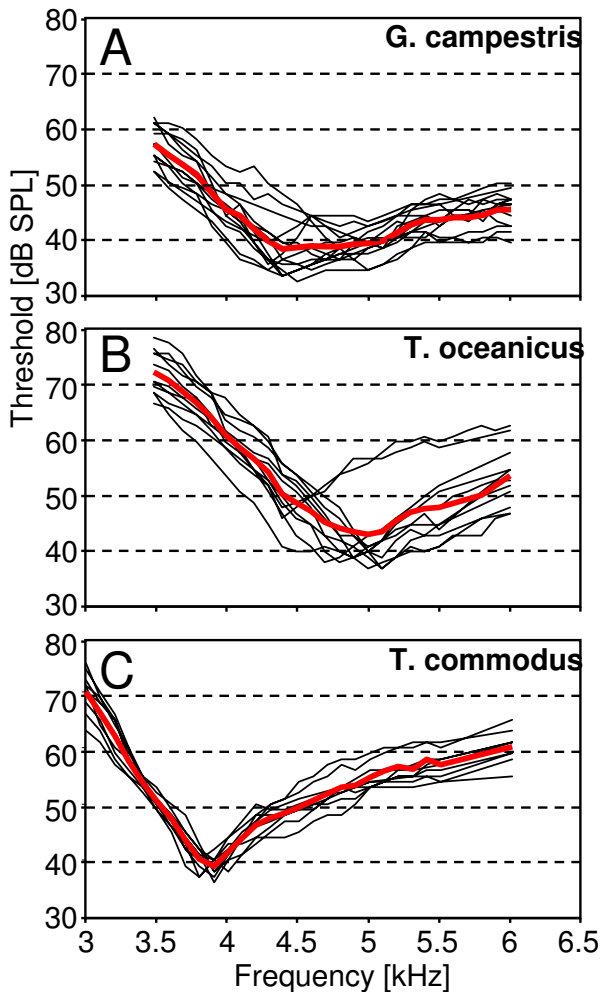 80
A
G. campestris
70
60
50
40
30
Threshold [dB SPL]
80
B
T. oceanicus
70
60
50
40
30
80
C
T. commodus
70
60
50
40
30
3 3.5 4 4.5 5 5.5 6 6.5
Frequency [kHz]